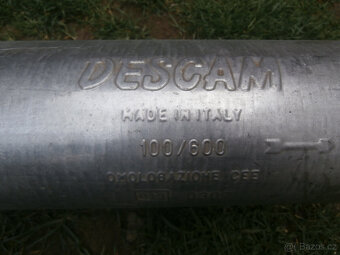 DESCAM
MADE IN ITALY
100/600
OMOLOGAZIONE CEE
Bazos.cz